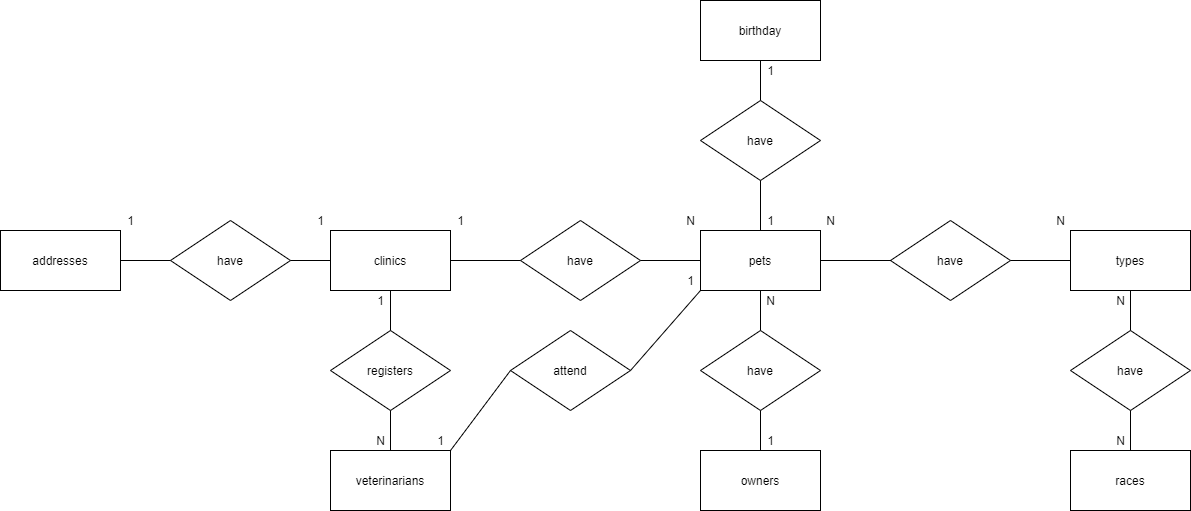 birthday
1
have
1
1
1
1
N
N
N
addresses
have
clinics
have
pets
have
types
1
1
N
N
registers
attend
have
have
N
1
1
N
veterinarians
owners
races